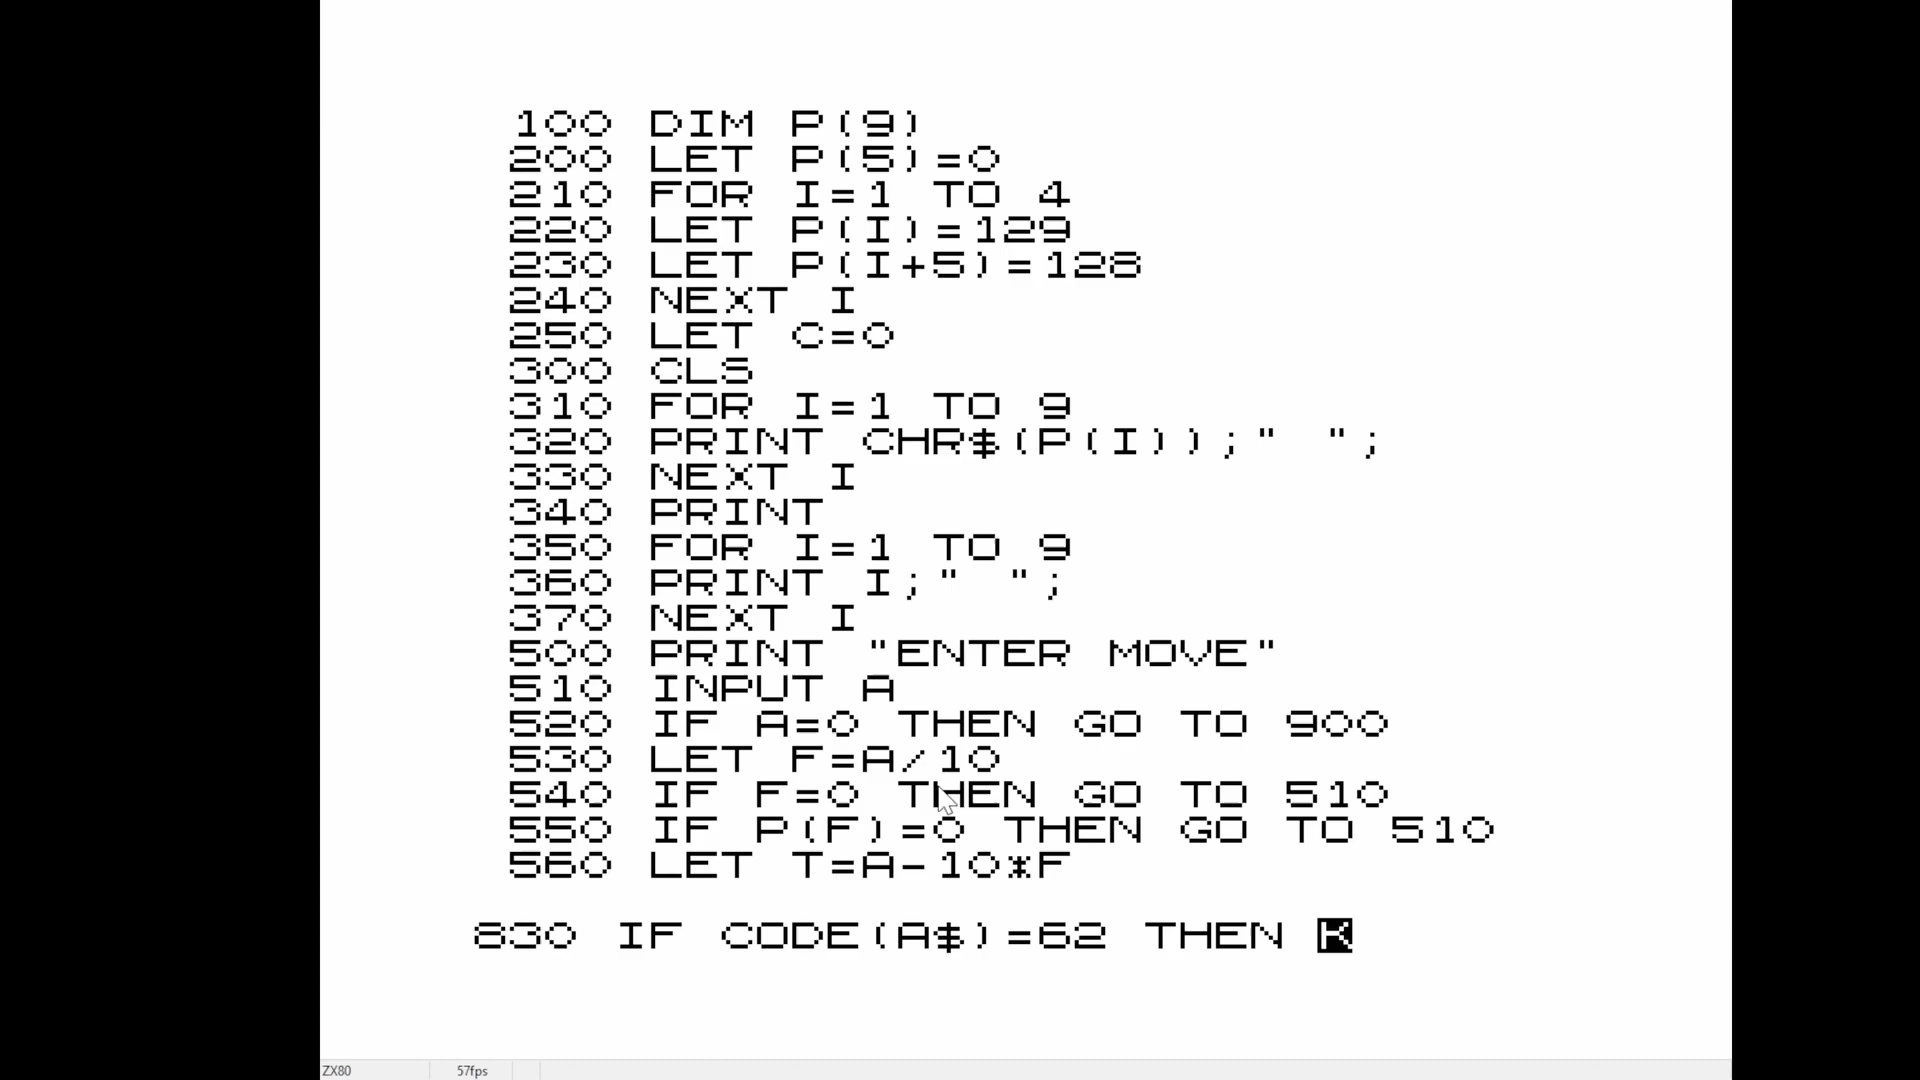 100 DIM P(9)
200 LET P(5)=0
210 FOR I=1 TO 4
220 LET P(I)=129
230 LET P(I+5)=128
240 NEXT I
250 LET C=0
300 CLS
310 FOR I=1 TO 9
320 PRINT CHR$(P(I));" ";
330 NEXT I
340 PRINT
350 FOR I=1 TO 9
360 PRINT I;" ";
370 NEXT I
500 PRINT "ENTER MOVE"
510 INPUT A
520 IF A=0 THEN GO TO 900
530 LET F=A/10
540 IF F=0 THEN GO TO 510
550 IF P(F)=0 THEN GO TO 510
560 LET T=A-10*F
830 IF CODE(A$)=62 THEN K
ZX80 57fps